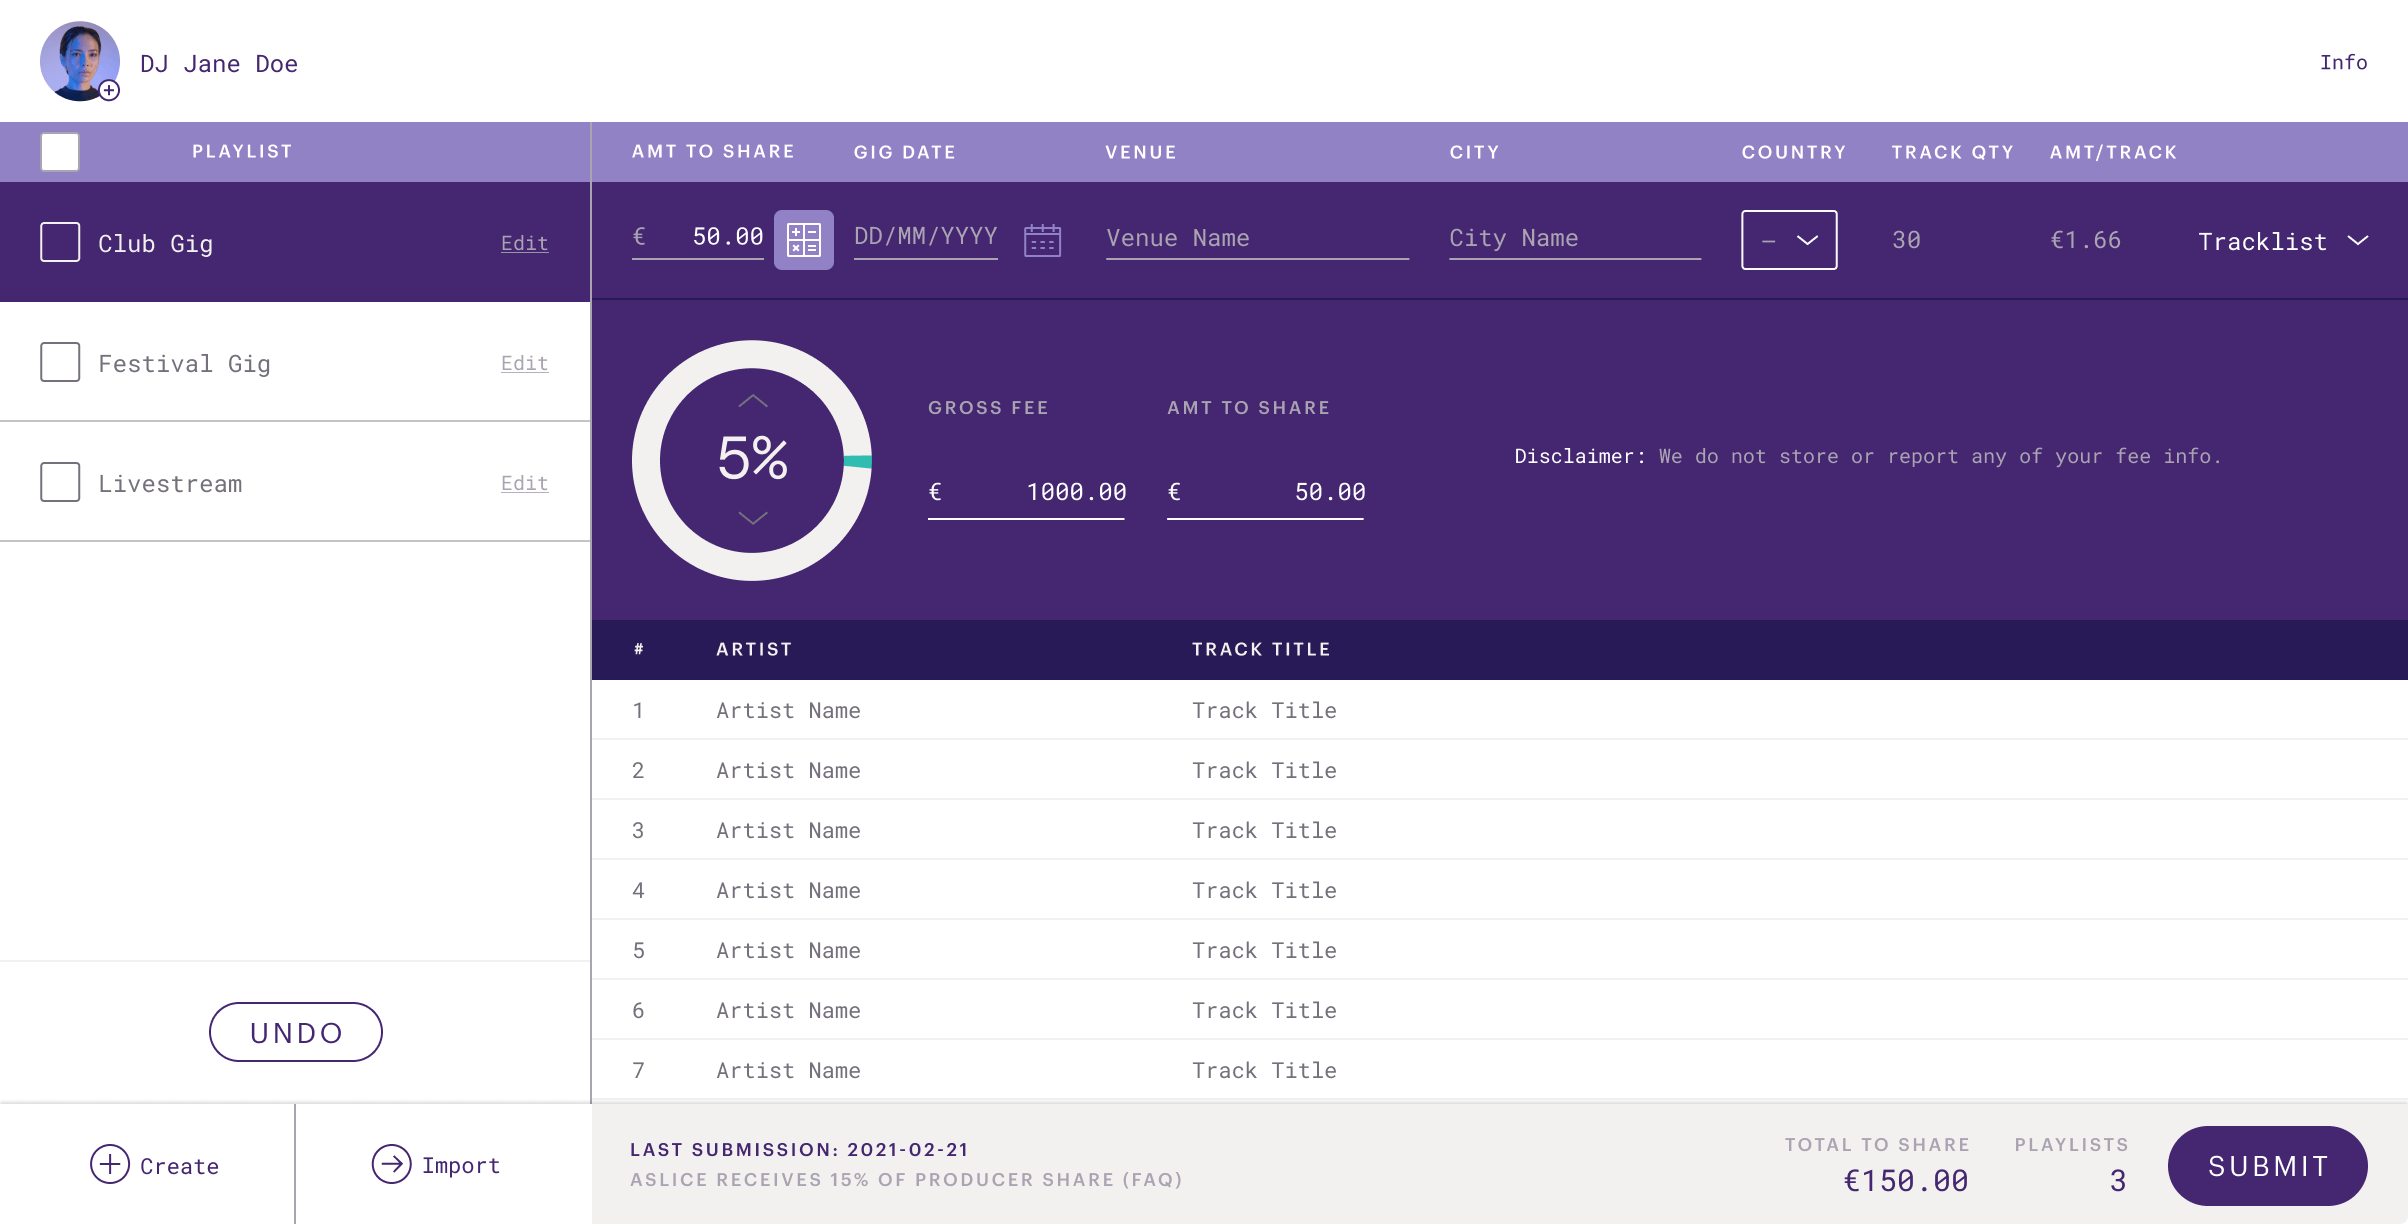 DJ Jane Doe
Info
PLAYLIST
AMT TO SHARE GIG DATE VENUE CITY COUNTRY TRACK QTY AMT/TRACK
Club Gig Edit
€ 50.00 DD/MM/YYYY Venue Name City Name – 30 €1.66 Tracklist
Festival Gig Edit
Livestream Edit
5%
GROSS FEE AMT TO SHARE
€ 1000.00 € 50.00
Disclaimer: We do not store or report any of your fee info.
# ARTIST TRACK TITLE
1 Artist Name Track Title
2 Artist Name Track Title
3 Artist Name Track Title
4 Artist Name Track Title
5 Artist Name Track Title
6 Artist Name Track Title
7 Artist Name Track Title
UNDO
Create
Import
LAST SUBMISSION: 2021-02-21
ASLICE RECEIVES 15% OF PRODUCER SHARE (FAQ)
TOTAL TO SHARE
€150.00
PLAYLISTS
3
SUBMIT